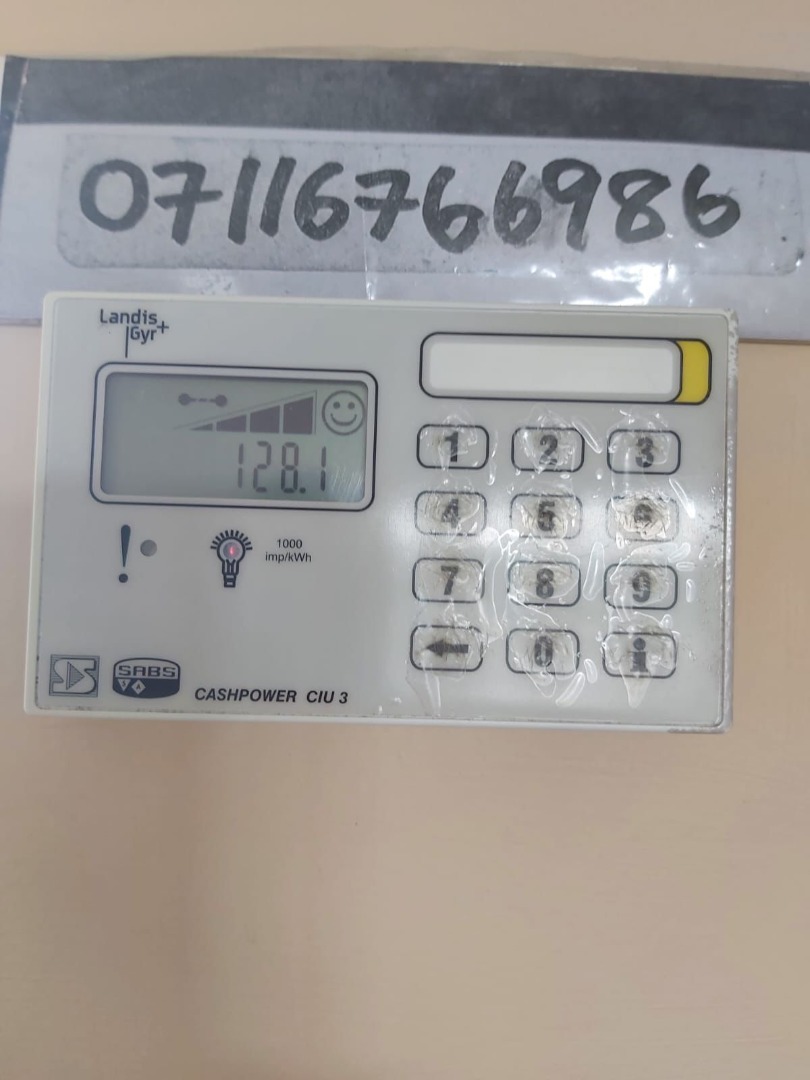 07116766986
Landis
Gyr+
128.1
1000
imp/kWh
!
1 2 3
4 5 6
7 8 9
0 i
SABS
CASHPOWER CIU 3